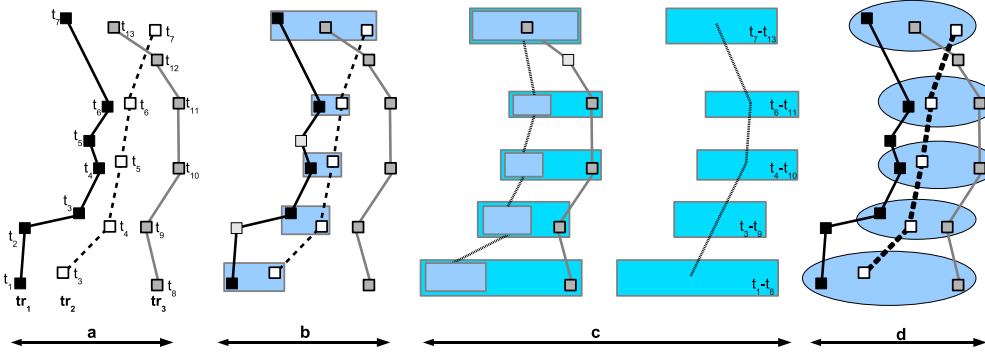 t7
t13
t7
t12
t6
t6
t11
t5
t5
t4
t10
t3
t2
t4
t9
t3
t1
t8
tr1
tr2
tr3
t7-t13
t6-t11
t4-t10
t3-t9
t1-t8
a
b
c
d